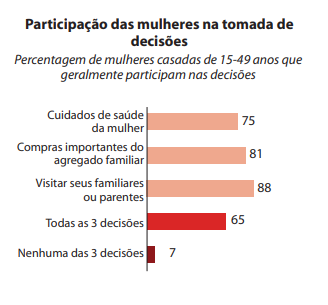 Participação das mulheres na tomada de
decisões
Percentagem de mulheres casadas de 15-49 anos que
geralmente participam nas decisões
Cuidados de saúde
da mulher
75
Compras importantes do
agregado familiar
81
Visitar seus familiares
ou parentes
88
Todas as 3 decisões
65
Nenhuma das 3 decisões
7